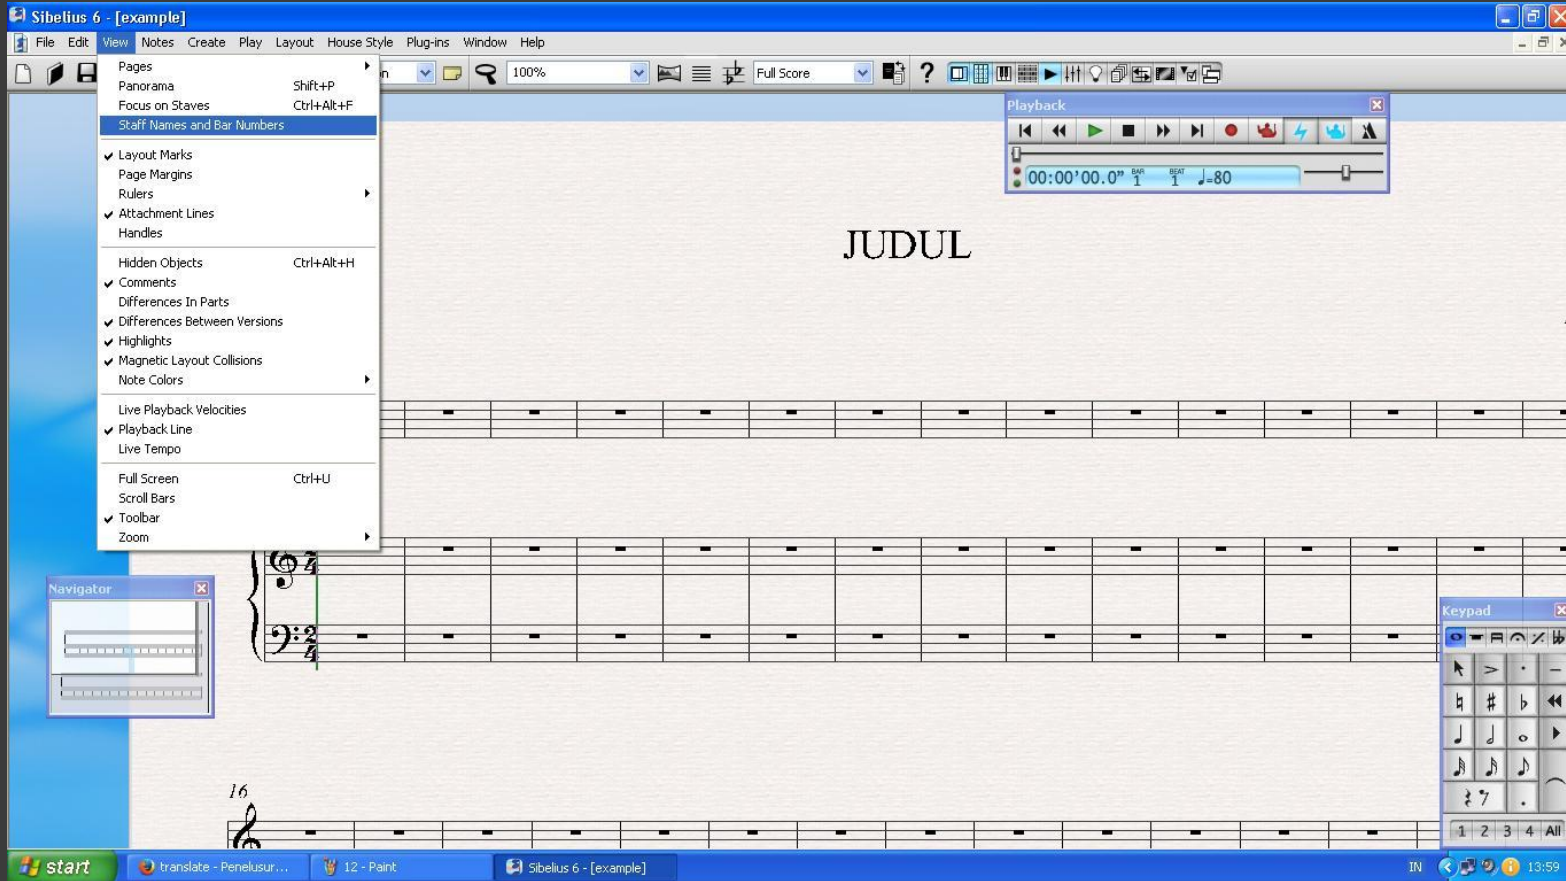 Sibelius 6 - [example]
File Edit View Notes Create Play Layout House Style Plug-ins Window Help
100%
Full Score
Pages
Panorama Shift+P
Focus on Staves Ctrl+Alt+F
Staff Names and Bar Numbers
Layout Marks
Page Margins
Rulers
Attachment Lines
Handles
Hidden Objects Ctrl+Alt+H
Comments
Differences In Parts
Differences Between Versions
Highlights
Magnetic Layout Collisions
Note Colors
Live Playback Velocities
Playback Line
Live Tempo
Full Screen Ctrl+U
Scroll Bars
Toolbar
Zoom
Playback
00:00'00.0" BAR 1 BEAT 1 ♩=80
JUDUL
Navigator
Keypad
1 2 3 4 All
16
start
translate - Penelusur...
12 - Paint
Sibelius 6 - [example]
IN
13:59